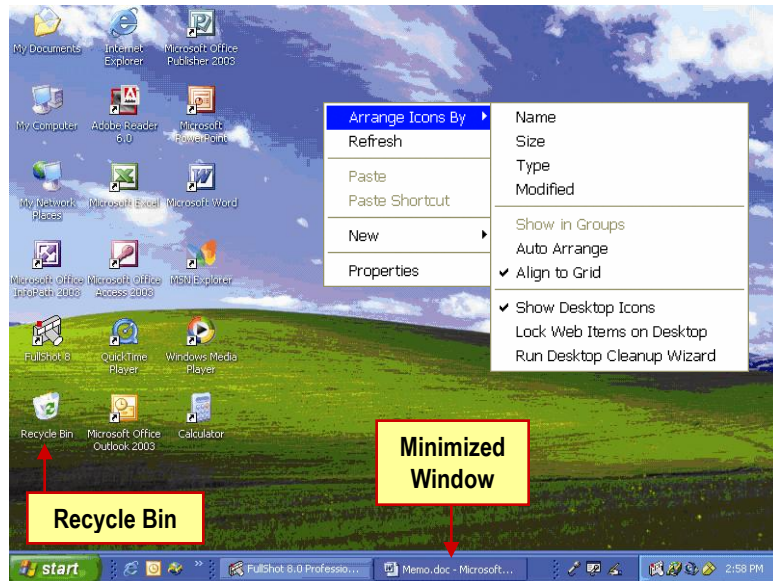 My Documents
Internet
Explorer
Microsoft Office
Publisher 2003
My Computer
Adobe Reader
6.0
Microsoft
PowerPoint
My Network
Places
Microsoft Excel
Microsoft Word
Microsoft Office
InfoPath 2003
Microsoft Office
Access 2003
MSN Explorer
FullShot 8
QuickTime
Player
Windows Media
Player
Recycle Bin
Microsoft Office
Outlook 2003
Calculator
Arrange Icons By
Refresh
Paste
Paste Shortcut
New
Properties
Name
Size
Type
Modified
Show in Groups
Auto Arrange
Align to Grid
Show Desktop Icons
Lock Web Items on Desktop
Run Desktop Cleanup Wizard
Minimized
Window
Recycle Bin
start
»
FullShot 8.0 Professio...
Memo.doc - Microsoft...
2:58 PM